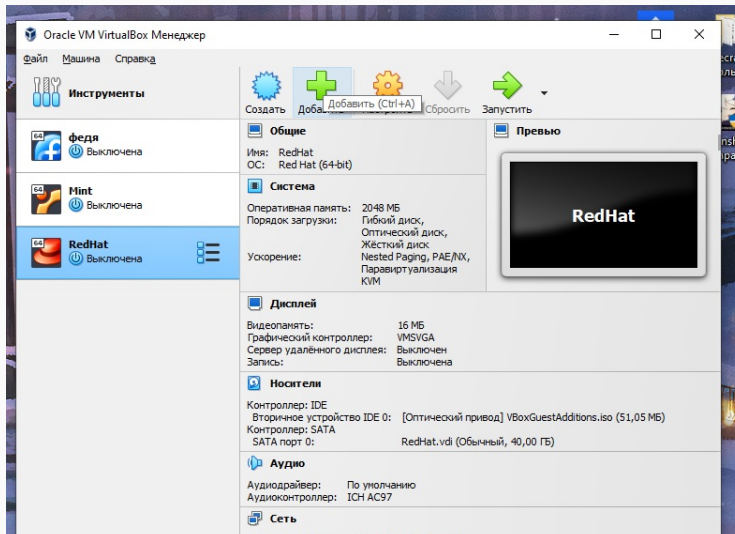 Oracle VM VirtualBox Менеджер
Файл Машина Справка
Инструменты
64 федя
Выключена
64 Mint
Выключена
64 RedHat
Выключена
Создать Сбросить Запустить
Добавить (Ctrl+A)
Общие
Имя: RedHat
ОС: Red Hat (64-bit)
Превью
RedHat
Система
Оперативная память: 2048 МБ
Порядок загрузки: Гибкий диск,
Оптический диск,
Жёсткий диск
Ускорение: Nested Paging, PAE/NX,
Паравиртуализация
KVM
Дисплей
Видеопамять: 16 МБ
Графический контроллер: VMSVGA
Сервер удалённого дисплея: Выключен
Запись: Выключена
Носители
Контроллер: IDE
Вторичное устройство IDE 0: [Оптический привод] VBoxGuestAdditions.iso (51,05 МБ)
Контроллер: SATA
SATA порт 0: RedHat.vdi (Обычный, 40,00 ГБ)
Аудио
Аудиодрайвер: По умолчанию
Аудиоконтроллер: ICH AC97
Сеть